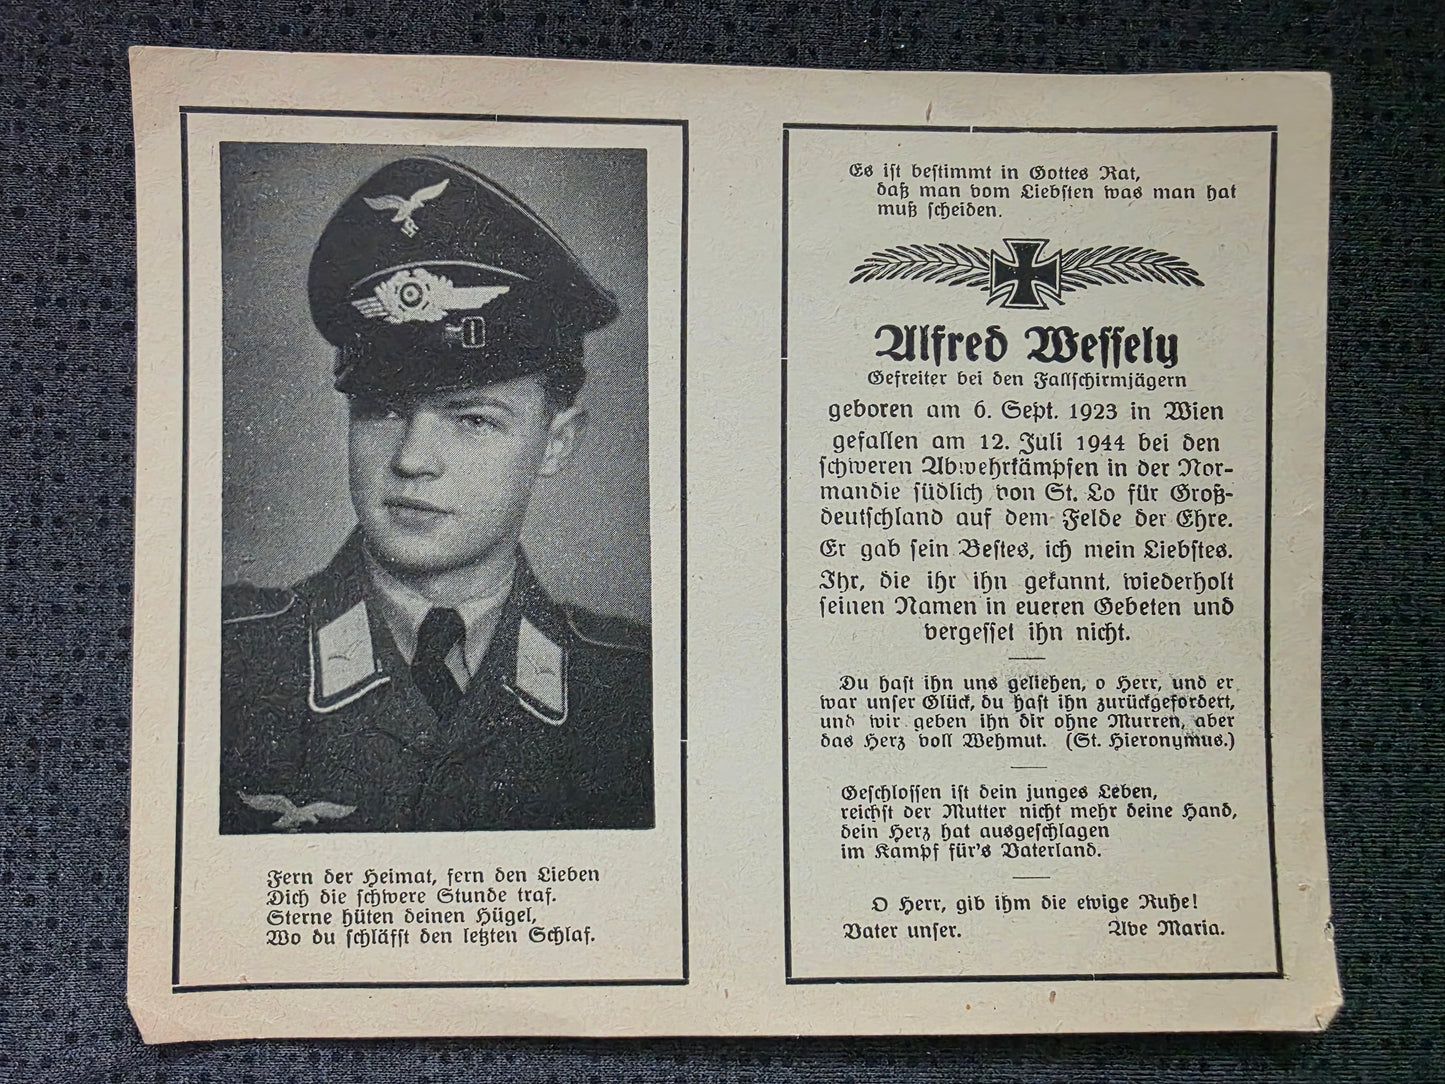 Fern der Heimat, fern den Lieben
Dich die schwere Stunde traf.
Sterne hüten deinen Hügel,
Wo du schläfst den letzten Schlaf.
Es ist bestimmt in Gottes Rat,
daß man vom Liebsten was man hat
muß scheiden.
Alfred Wessely
Gefreiter bei den Fallschirmjägern
geboren am 6. Sept. 1923 in Wien
gefallen am 12. Juli 1944 bei den
schweren Abwehrkämpfen in der Nor-
mandie südlich von St. Lo für Groß-
deutschland auf dem Felde der Ehre.
Er gab sein Bestes, ich mein Liebstes.
Ihr, die ihr ihn gekannt, wiederholt
seinen Namen in eueren Gebeten und
vergesset ihn nicht.
Du hast ihn uns geliehen, o Herr, und er
war unser Glück, du hast ihn zurückgefordert,
und wir geben ihn dir ohne Murren, aber
das Herz voll Wehmut. (St. Hieronymus.)
Geschlossen ist dein junges Leben,
reichst der Mutter nicht mehr deine Hand,
dein Herz hat ausgeschlagen
im Kampf für's Vaterland.
O Herr, gib ihm die ewige Ruhe!
Vater unser. Ave Maria.